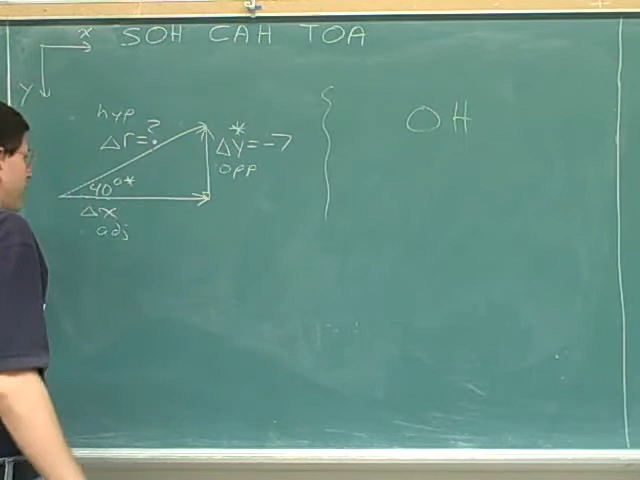 x SOH CAH TOA
y
hyp
Δr=?
* Δy=-7
opp
40°*
Δx
adj
OH